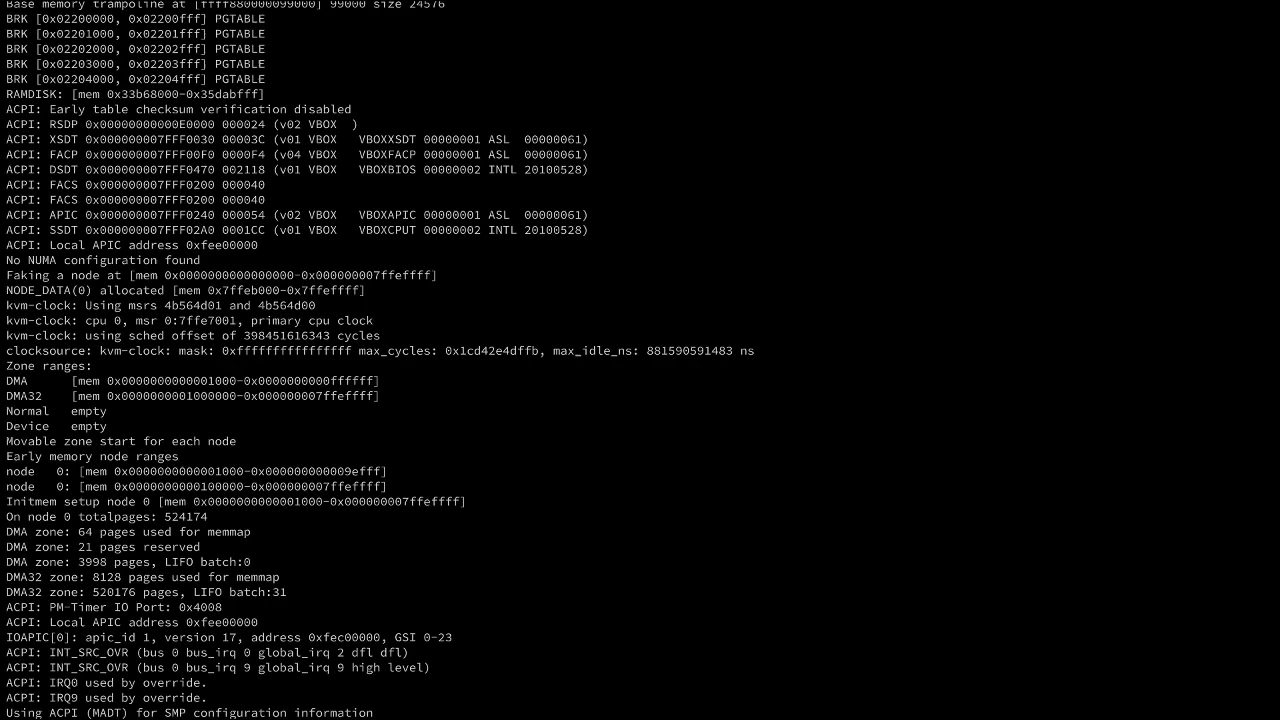 Base memory trampoline at [ffff880000099000] 99000 size 24576
BRK [0x02200000, 0x02200fff] PGTABLE
BRK [0x02201000, 0x02201fff] PGTABLE
BRK [0x02202000, 0x02202fff] PGTABLE
BRK [0x02203000, 0x02203fff] PGTABLE
BRK [0x02204000, 0x02204fff] PGTABLE
RAMDISK: [mem 0x33b68000-0x35dabfff]
ACPI: Early table checksum verification disabled
ACPI: RSDP 0x00000000000E0000 000024 (v02 VBOX  )
ACPI: XSDT 0x000000007FFF0030 00003C (v01 VBOX   VBOXXSDT 00000001 ASL  00000061)
ACPI: FACP 0x000000007FFF00F0 0000F4 (v04 VBOX   VBOXFACP 00000001 ASL  00000061)
ACPI: DSDT 0x000000007FFF0470 002118 (v01 VBOX   VBOXBIOS 00000002 INTL 20100528)
ACPI: FACS 0x000000007FFF0200 000040
ACPI: FACS 0x000000007FFF0200 000040
ACPI: APIC 0x000000007FFF0240 000054 (v02 VBOX   VBOXAPIC 00000001 ASL  00000061)
ACPI: SSDT 0x000000007FFF02A0 0001CC (v01 VBOX   VBOXCPUT 00000002 INTL 20100528)
ACPI: Local APIC address 0xfee00000
No NUMA configuration found
Faking a node at [mem 0x0000000000000000-0x000000007ffeffff]
NODE_DATA(0) allocated [mem 0x7ffeb000-0x7ffeffff]
kvm-clock: Using msrs 4b564d01 and 4b564d00
kvm-clock: cpu 0, msr 0:7ffe7001, primary cpu clock
kvm-clock: using sched offset of 398451616343 cycles
clocksource: kvm-clock: mask: 0xffffffffffffffff max_cycles: 0x1cd42e4dffb, max_idle_ns: 881590591483 ns
Zone ranges:
DMA      [mem 0x0000000000001000-0x0000000000ffffff]
DMA32    [mem 0x0000000001000000-0x000000007ffeffff]
Normal   empty
Device   empty
Movable zone start for each node
Early memory node ranges
node   0: [mem 0x0000000000001000-0x000000000009efff]
node   0: [mem 0x0000000000100000-0x000000007ffeffff]
Initmem setup node 0 [mem 0x0000000000001000-0x000000007ffeffff]
On node 0 totalpages: 524174
DMA zone: 64 pages used for memmap
DMA zone: 21 pages reserved
DMA zone: 3998 pages, LIFO batch:0
DMA32 zone: 8128 pages used for memmap
DMA32 zone: 520176 pages, LIFO batch:31
ACPI: PM-Timer IO Port: 0x4008
ACPI: Local APIC address 0xfee00000
IOAPIC[0]: apic_id 1, version 17, address 0xfec00000, GSI 0-23
ACPI: INT_SRC_OVR (bus 0 bus_irq 0 global_irq 2 dfl dfl)
ACPI: INT_SRC_OVR (bus 0 bus_irq 9 global_irq 9 high level)
ACPI: IRQ0 used by override.
ACPI: IRQ9 used by override.
Using ACPI (MADT) for SMP configuration information